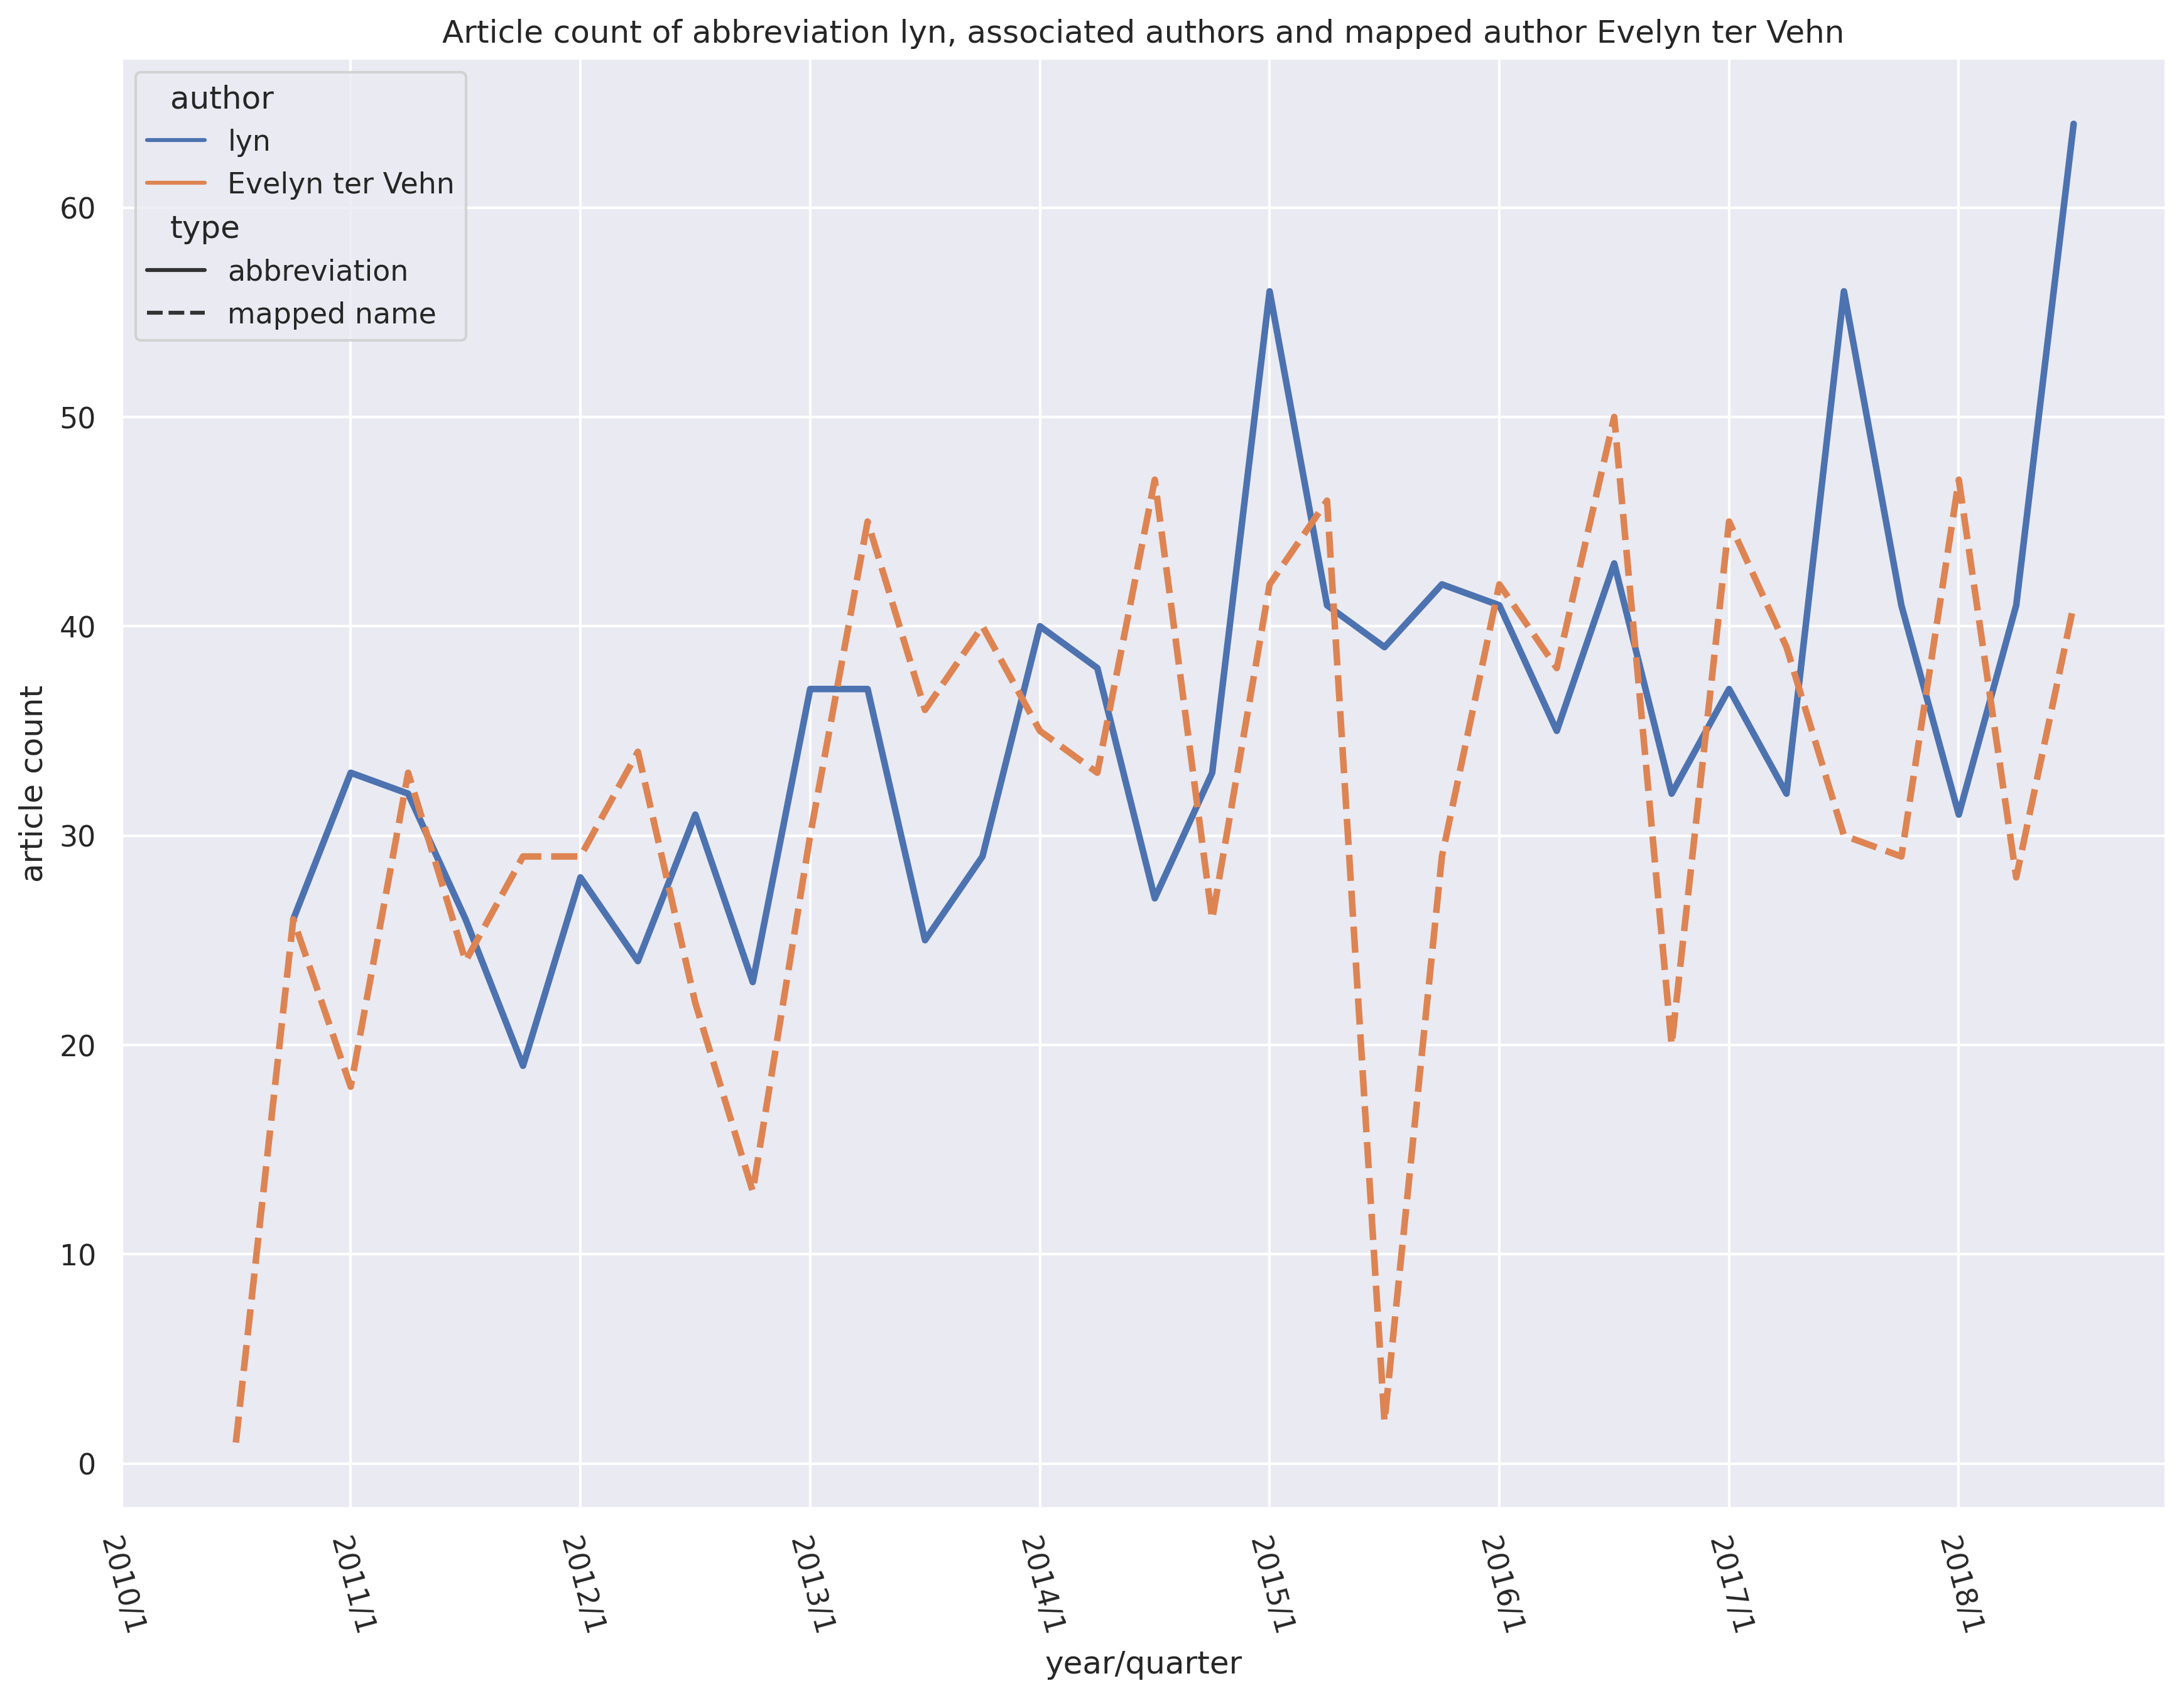 Article count of abbreviation lyn, associated authors and mapped author Evelyn ter Vehn
author
lyn
Evelyn ter Vehn
type
abbreviation
mapped name
60
50
40
30
20
10
0
article count
2010/1
2011/1
2012/1
2013/1
2014/1
2015/1
2016/1
2017/1
2018/1
year/quarter